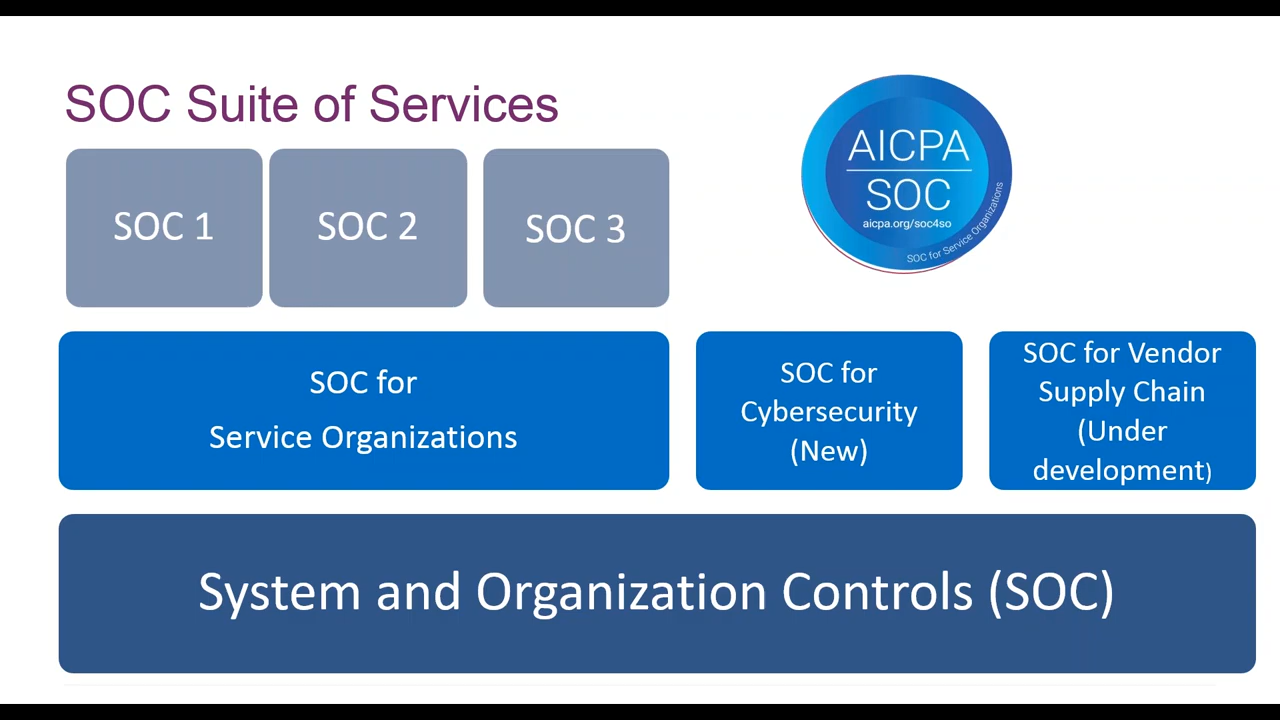 SOC Suite of Services
AICPA
SOC
aicpa.org/soc4so
SOC for Service Organizations
SOC 1
SOC 2
SOC 3
SOC for
Service Organizations
SOC for
Cybersecurity
(New)
SOC for Vendor
Supply Chain
(Under
development)
System and Organization Controls (SOC)